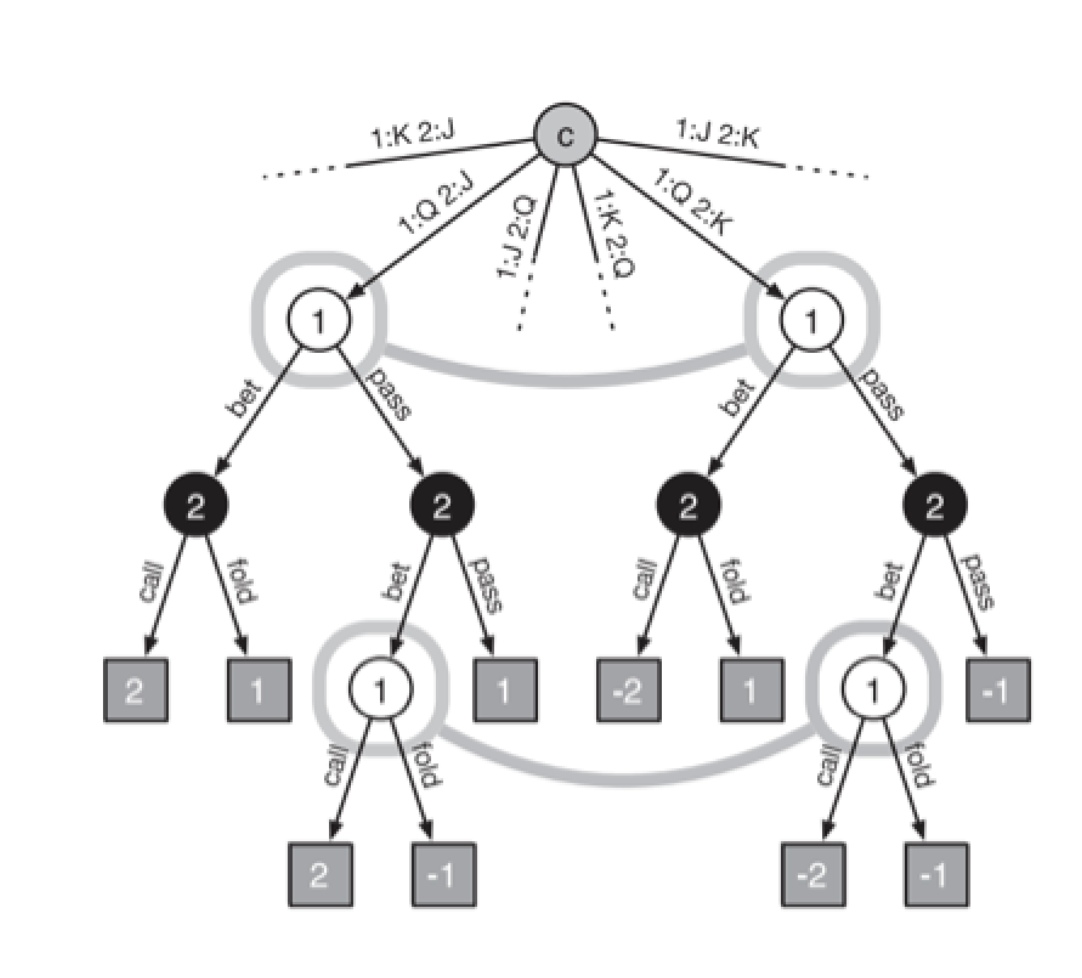 c
1:K 2:J
1:J 2:K
1:Q 2:J
1:J 2:Q
1:K 2:Q
1:Q 2:K
1
1
bet
pass
bet
pass
2
2
2
2
call
fold
bet
pass
call
fold
bet
pass
2
1
1
1
-2
1
1
-1
call
fold
call
fold
2
-1
-2
-1